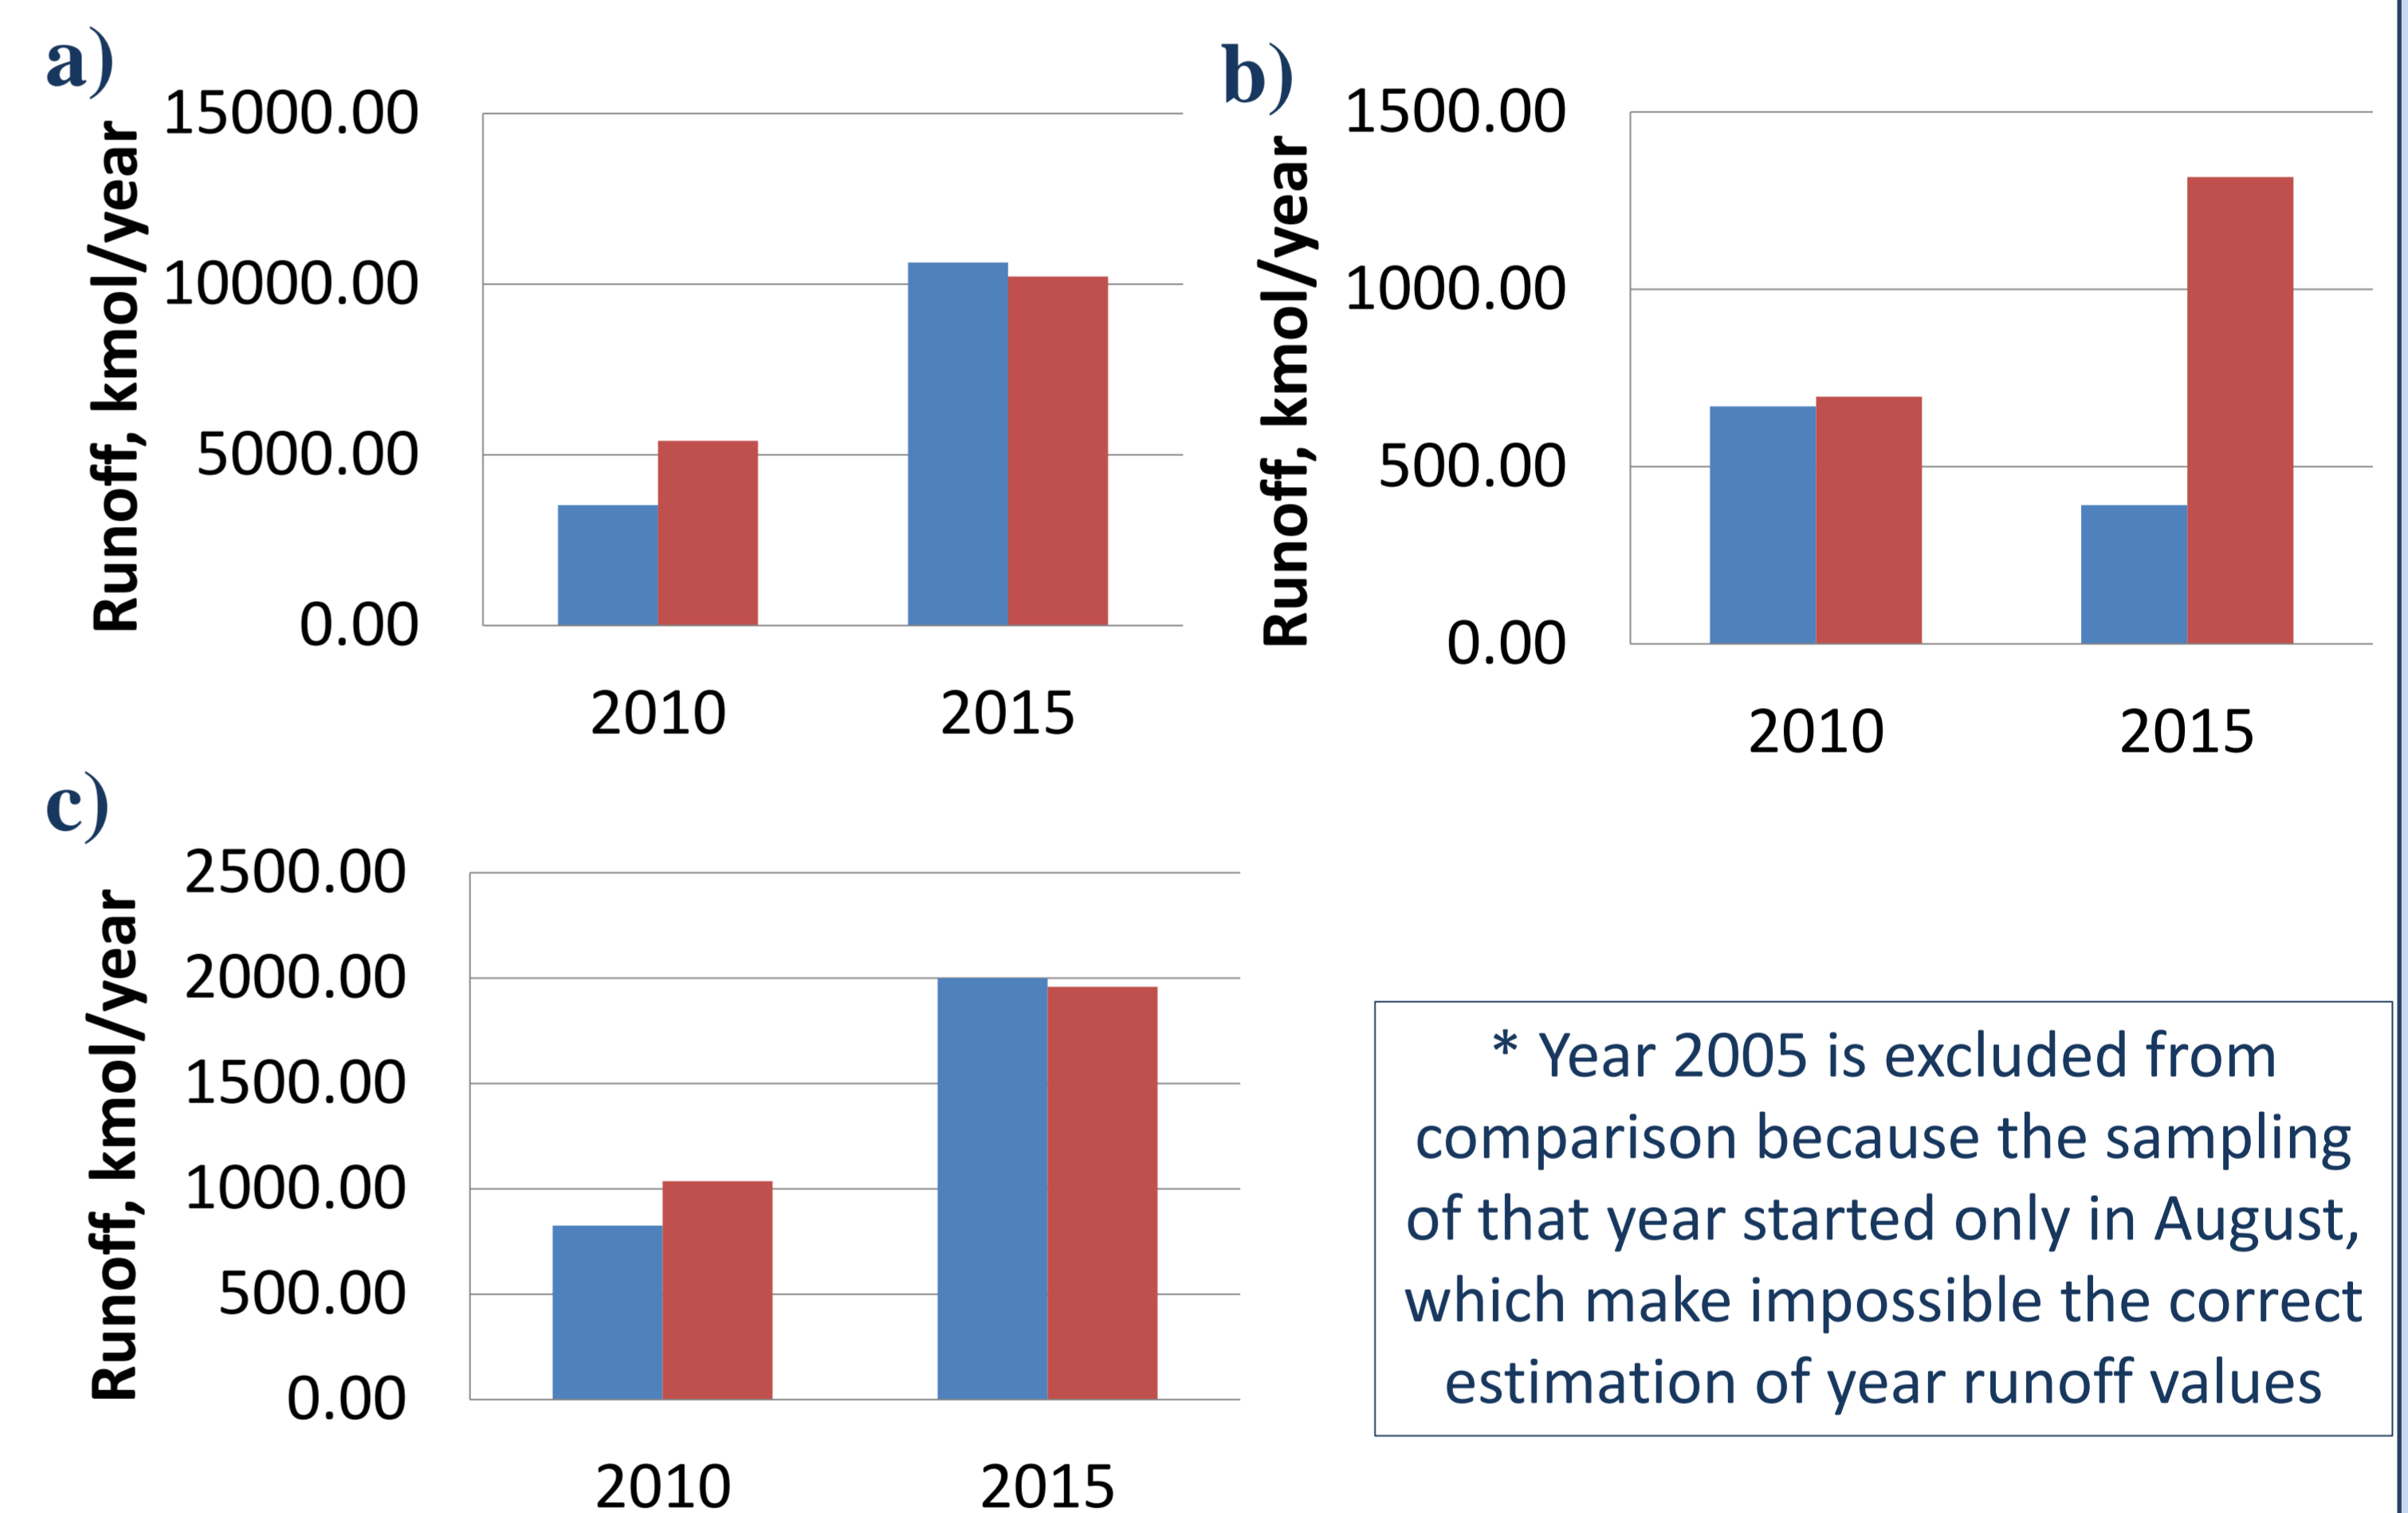 a)
15000.00
10000.00
5000.00
0.00
Runoff, kmol/year
2010
2015
b)
1500.00
1000.00
500.00
0.00
Runoff, kmol/year
2010
2015
c)
2500.00
2000.00
1500.00
1000.00
500.00
0.00
Runoff, kmol/year
2010
2015
* Year 2005 is excluded from
comparison because the sampling
of that year started only in August,
which make impossible the correct
estimation of year runoff values